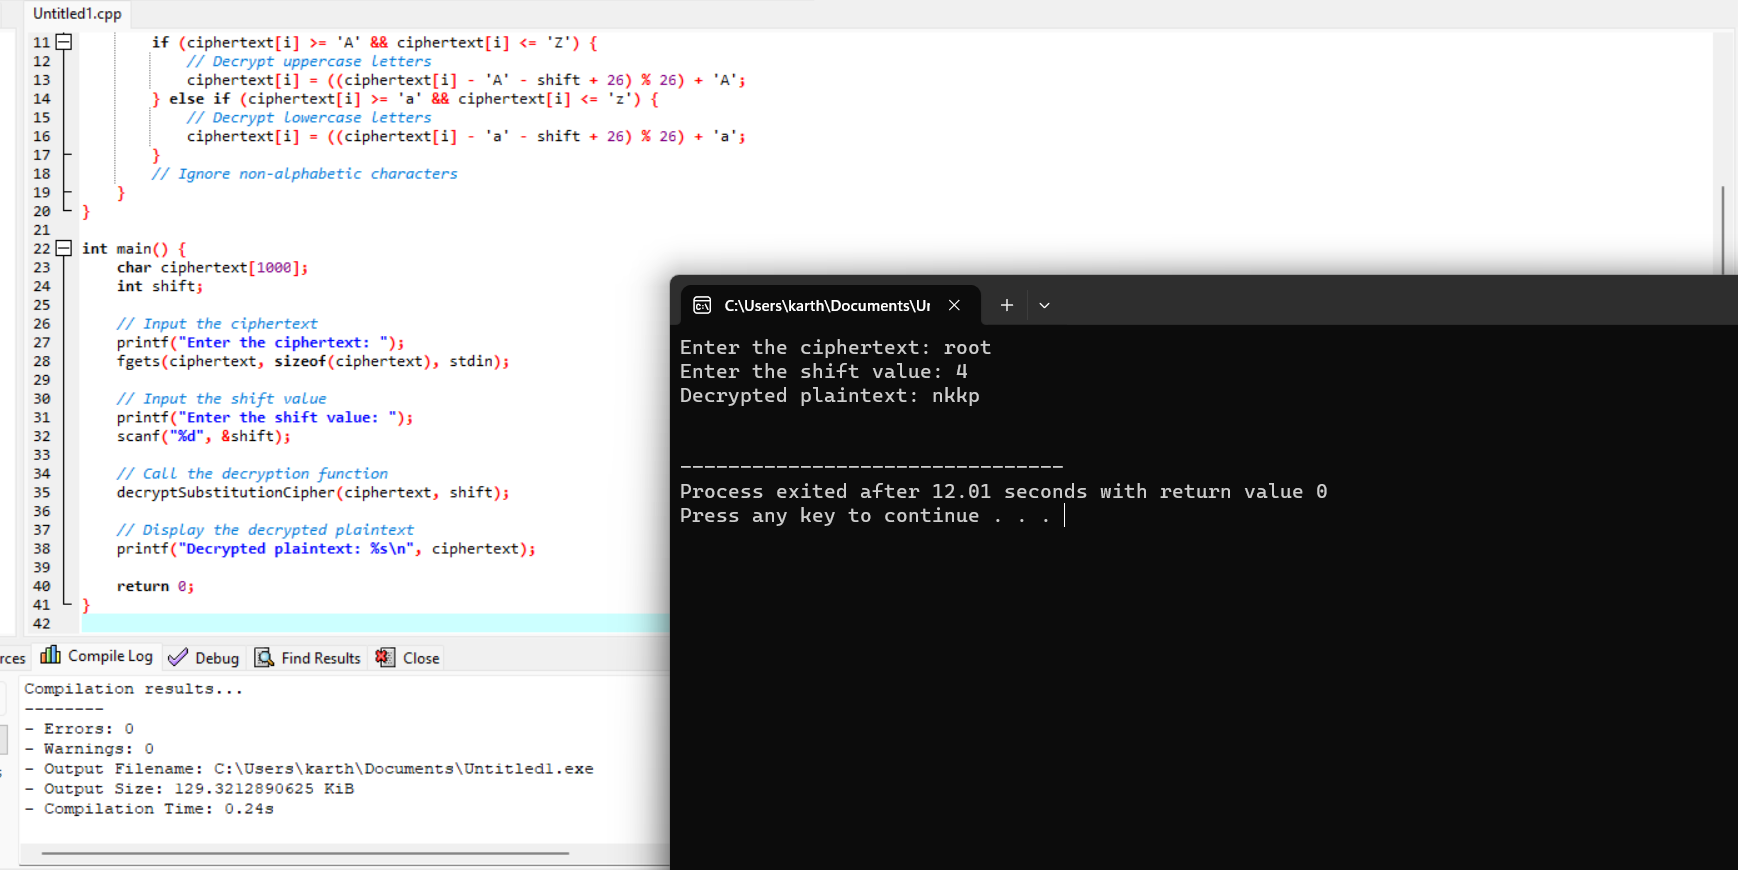 Untitled1.cpp
11 if (ciphertext[i] >= 'A' && ciphertext[i] <= 'Z') {
12 // Decrypt uppercase letters
13 ciphertext[i] = ((ciphertext[i] - 'A' - shift + 26) % 26) + 'A';
14 } else if (ciphertext[i] >= 'a' && ciphertext[i] <= 'z') {
15 // Decrypt lowercase letters
16 ciphertext[i] = ((ciphertext[i] - 'a' - shift + 26) % 26) + 'a';
17 }
18 // Ignore non-alphabetic characters
19 }
20 }
21
22 int main() {
23 char ciphertext[1000];
24 int shift;
25
26 // Input the ciphertext
27 printf("Enter the ciphertext: ");
28 fgets(ciphertext, sizeof(ciphertext), stdin);
29
30 // Input the shift value
31 printf("Enter the shift value: ");
32 scanf("%d", &shift);
33
34 // Call the decryption function
35 decryptSubstitutionCipher(ciphertext, shift);
36
37 // Display the decrypted plaintext
38 printf("Decrypted plaintext: %s\n", ciphertext);
39
40 return 0;
41 }
42
C:\Users\karth\Documents\Ur
Enter the ciphertext: root
Enter the shift value: 4
Decrypted plaintext: nkkp
--------------------------------
Process exited after 12.01 seconds with return value 0
Press any key to continue . . .
rces Compile Log Debug Find Results Close
Compilation results...
--------
- Errors: 0
- Warnings: 0
- Output Filename: C:\Users\karth\Documents\Untitled1.exe
- Output Size: 129.3212890625 KiB
- Compilation Time: 0.24s